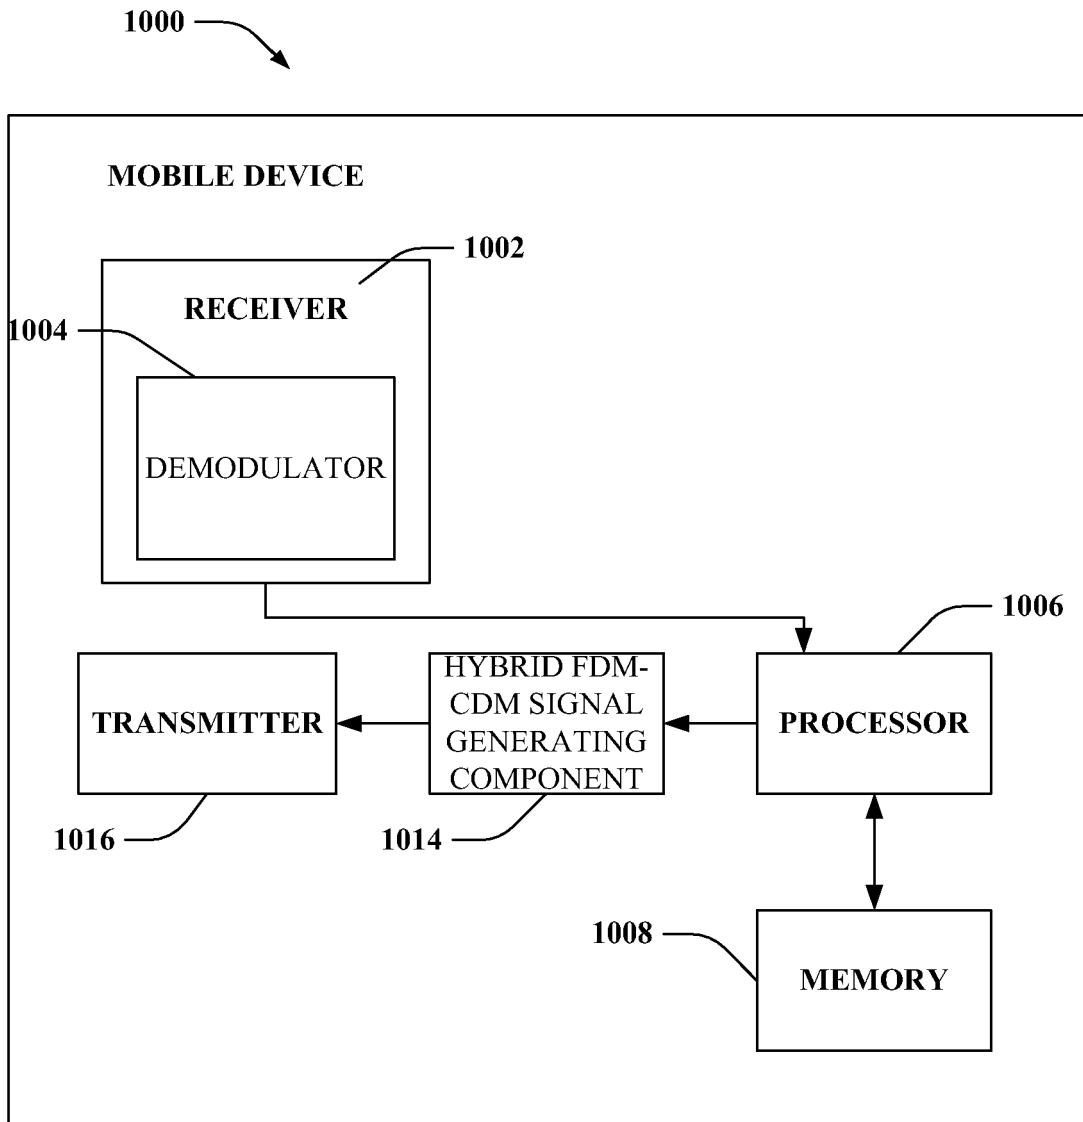 1000
MOBILE DEVICE
1002
RECEIVER
1004
DEMODULATOR
1006
HYBRID FDM-
CDM SIGNAL
GENERATING
COMPONENT
TRANSMITTER
PROCESSOR
1016
1014
1008
MEMORY